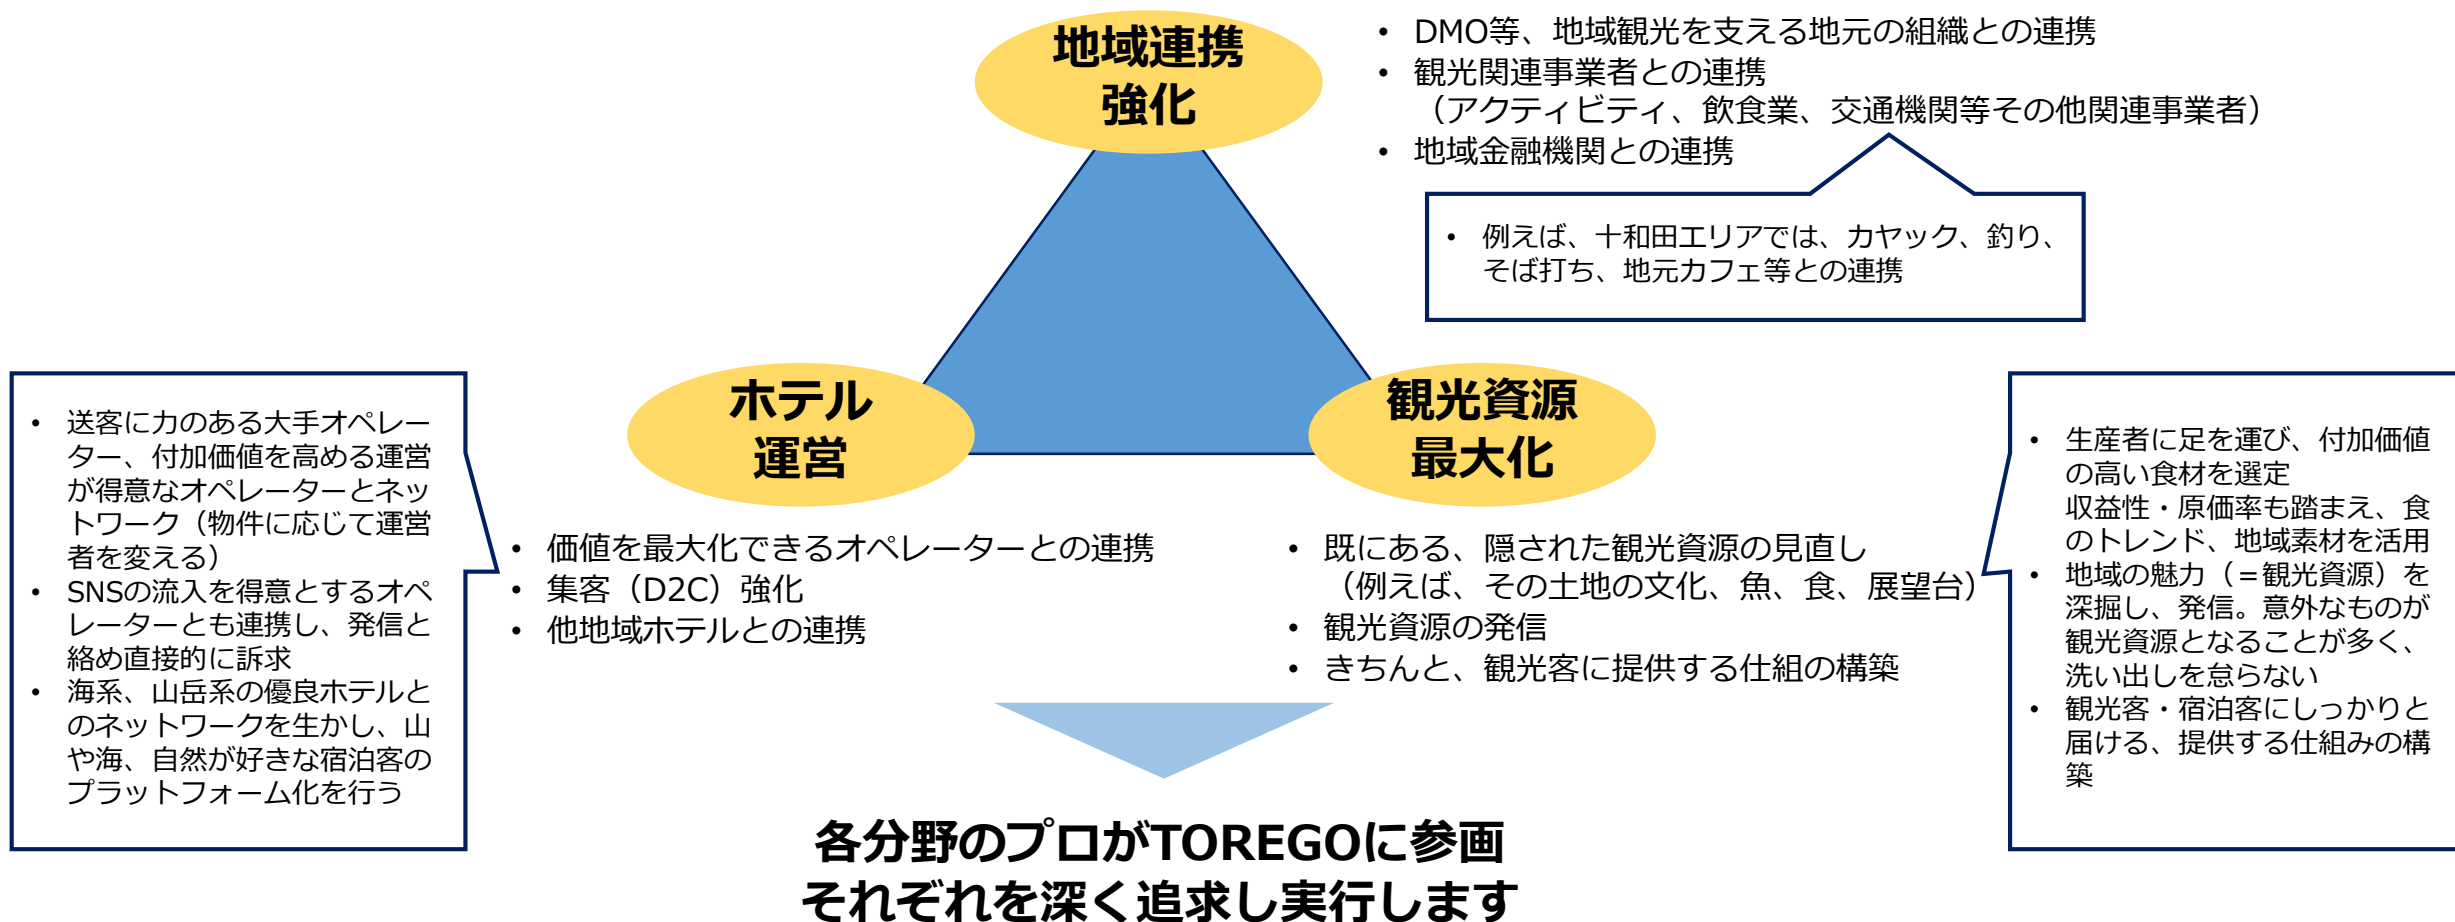 地域連携
強化
• DMO等、地域観光を支える地元の組織との連携
• 観光関連事業者との連携
（アクティビティ、飲食業、交通機関等その他関連事業者）
• 地域金融機関との連携
• 例えば、十和田エリアでは、カヤック、釣り、
そば打ち、地元カフェ等との連携
ホテル
運営
観光資源
最大化
• 送客に力のある大手オペレー
ター、付加価値を高める運営
が得意なオペレーターとネッ
トワーク（物件に応じて運営
者を変える）
• SNSの流入を得意とするオペ
レーターとも連携し、発信と
絡め直接的に訴求
• 海系、山岳系の優良ホテルと
のネットワークを生かし、山
や海、自然が好きな宿泊客の
プラットフォーム化を行う
• 価値を最大化できるオペレーターとの連携
• 集客（D2C）強化
• 他地域ホテルとの連携
• 既にある、隠された観光資源の見直し
（例えば、その土地の文化、魚、食、展望台）
• 観光資源の発信
• きちんと、観光客に提供する仕組の構築
• 生産者に足を運び、付加価値
の高い食材を選定
収益性・原価率も踏まえ、食
のトレンド、地域素材を活用
• 地域の魅力（＝観光資源）を
深掘し、発信。意外なものが
観光資源となることが多く、
洗い出しを怠らない
• 観光客・宿泊客にしっかりと
届ける、提供する仕組みの構
築
各分野のプロがTOREGOに参画
それぞれを深く追求し実行します